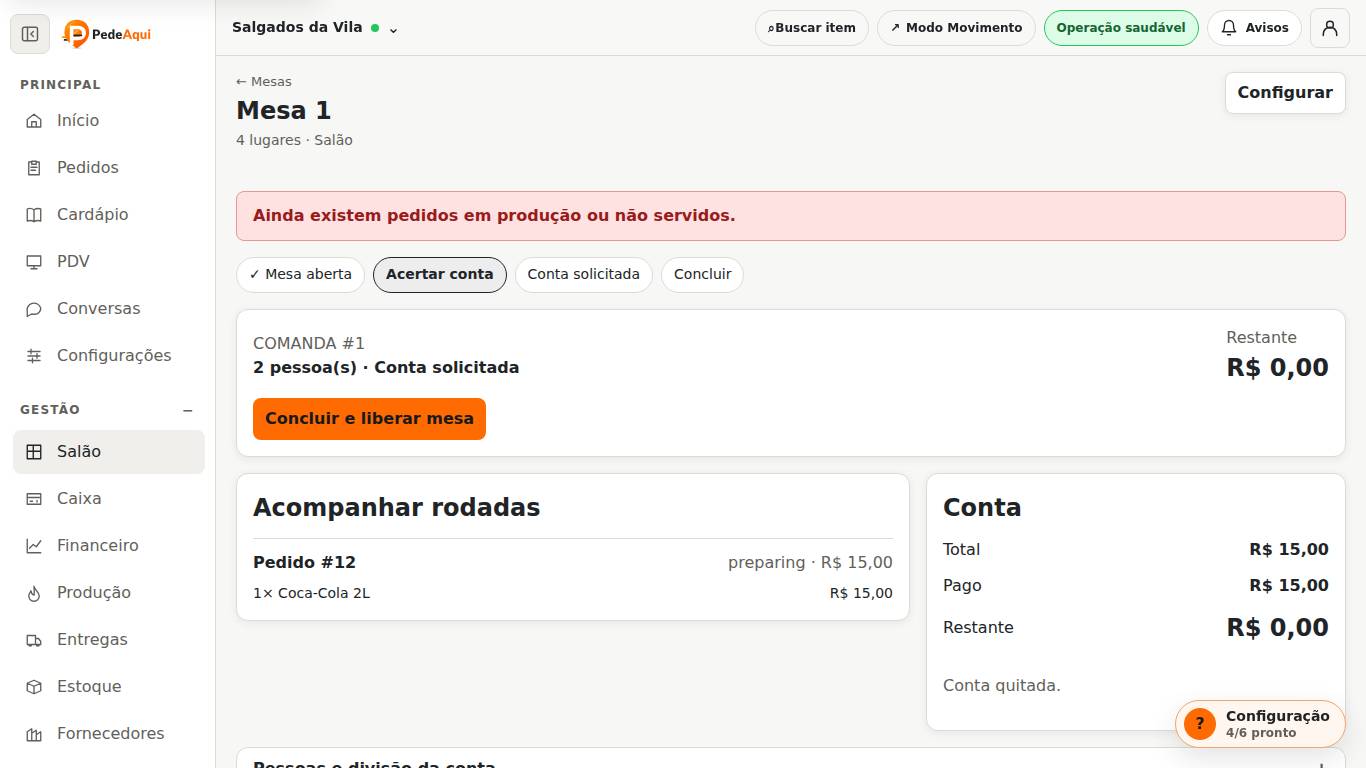 PedeAqui
PRINCIPAL
Início
Pedidos
Cardápio
PDV
Conversas
Configurações
GESTÃO −
Salão
Caixa
Financeiro
Produção
Entregas
Estoque
Fornecedores
Salgados da Vila
⌕Buscar item
↗ Modo Movimento
Operação saudável
Avisos
← Mesas
Mesa 1
4 lugares · Salão
Configurar
Ainda existem pedidos em produção ou não servidos.
✓ Mesa aberta
Acertar conta
Conta solicitada
Concluir
COMANDA #1
2 pessoa(s) · Conta solicitada
Restante
R$ 0,00
Concluir e liberar mesa
Acompanhar rodadas
Pedido #12 preparing · R$ 15,00
1× Coca-Cola 2L R$ 15,00
Conta
Total R$ 15,00
Pago R$ 15,00
Restante R$ 0,00
Conta quitada.
? Configuração
4/6 pronto
Pessoas e divisão da conta +